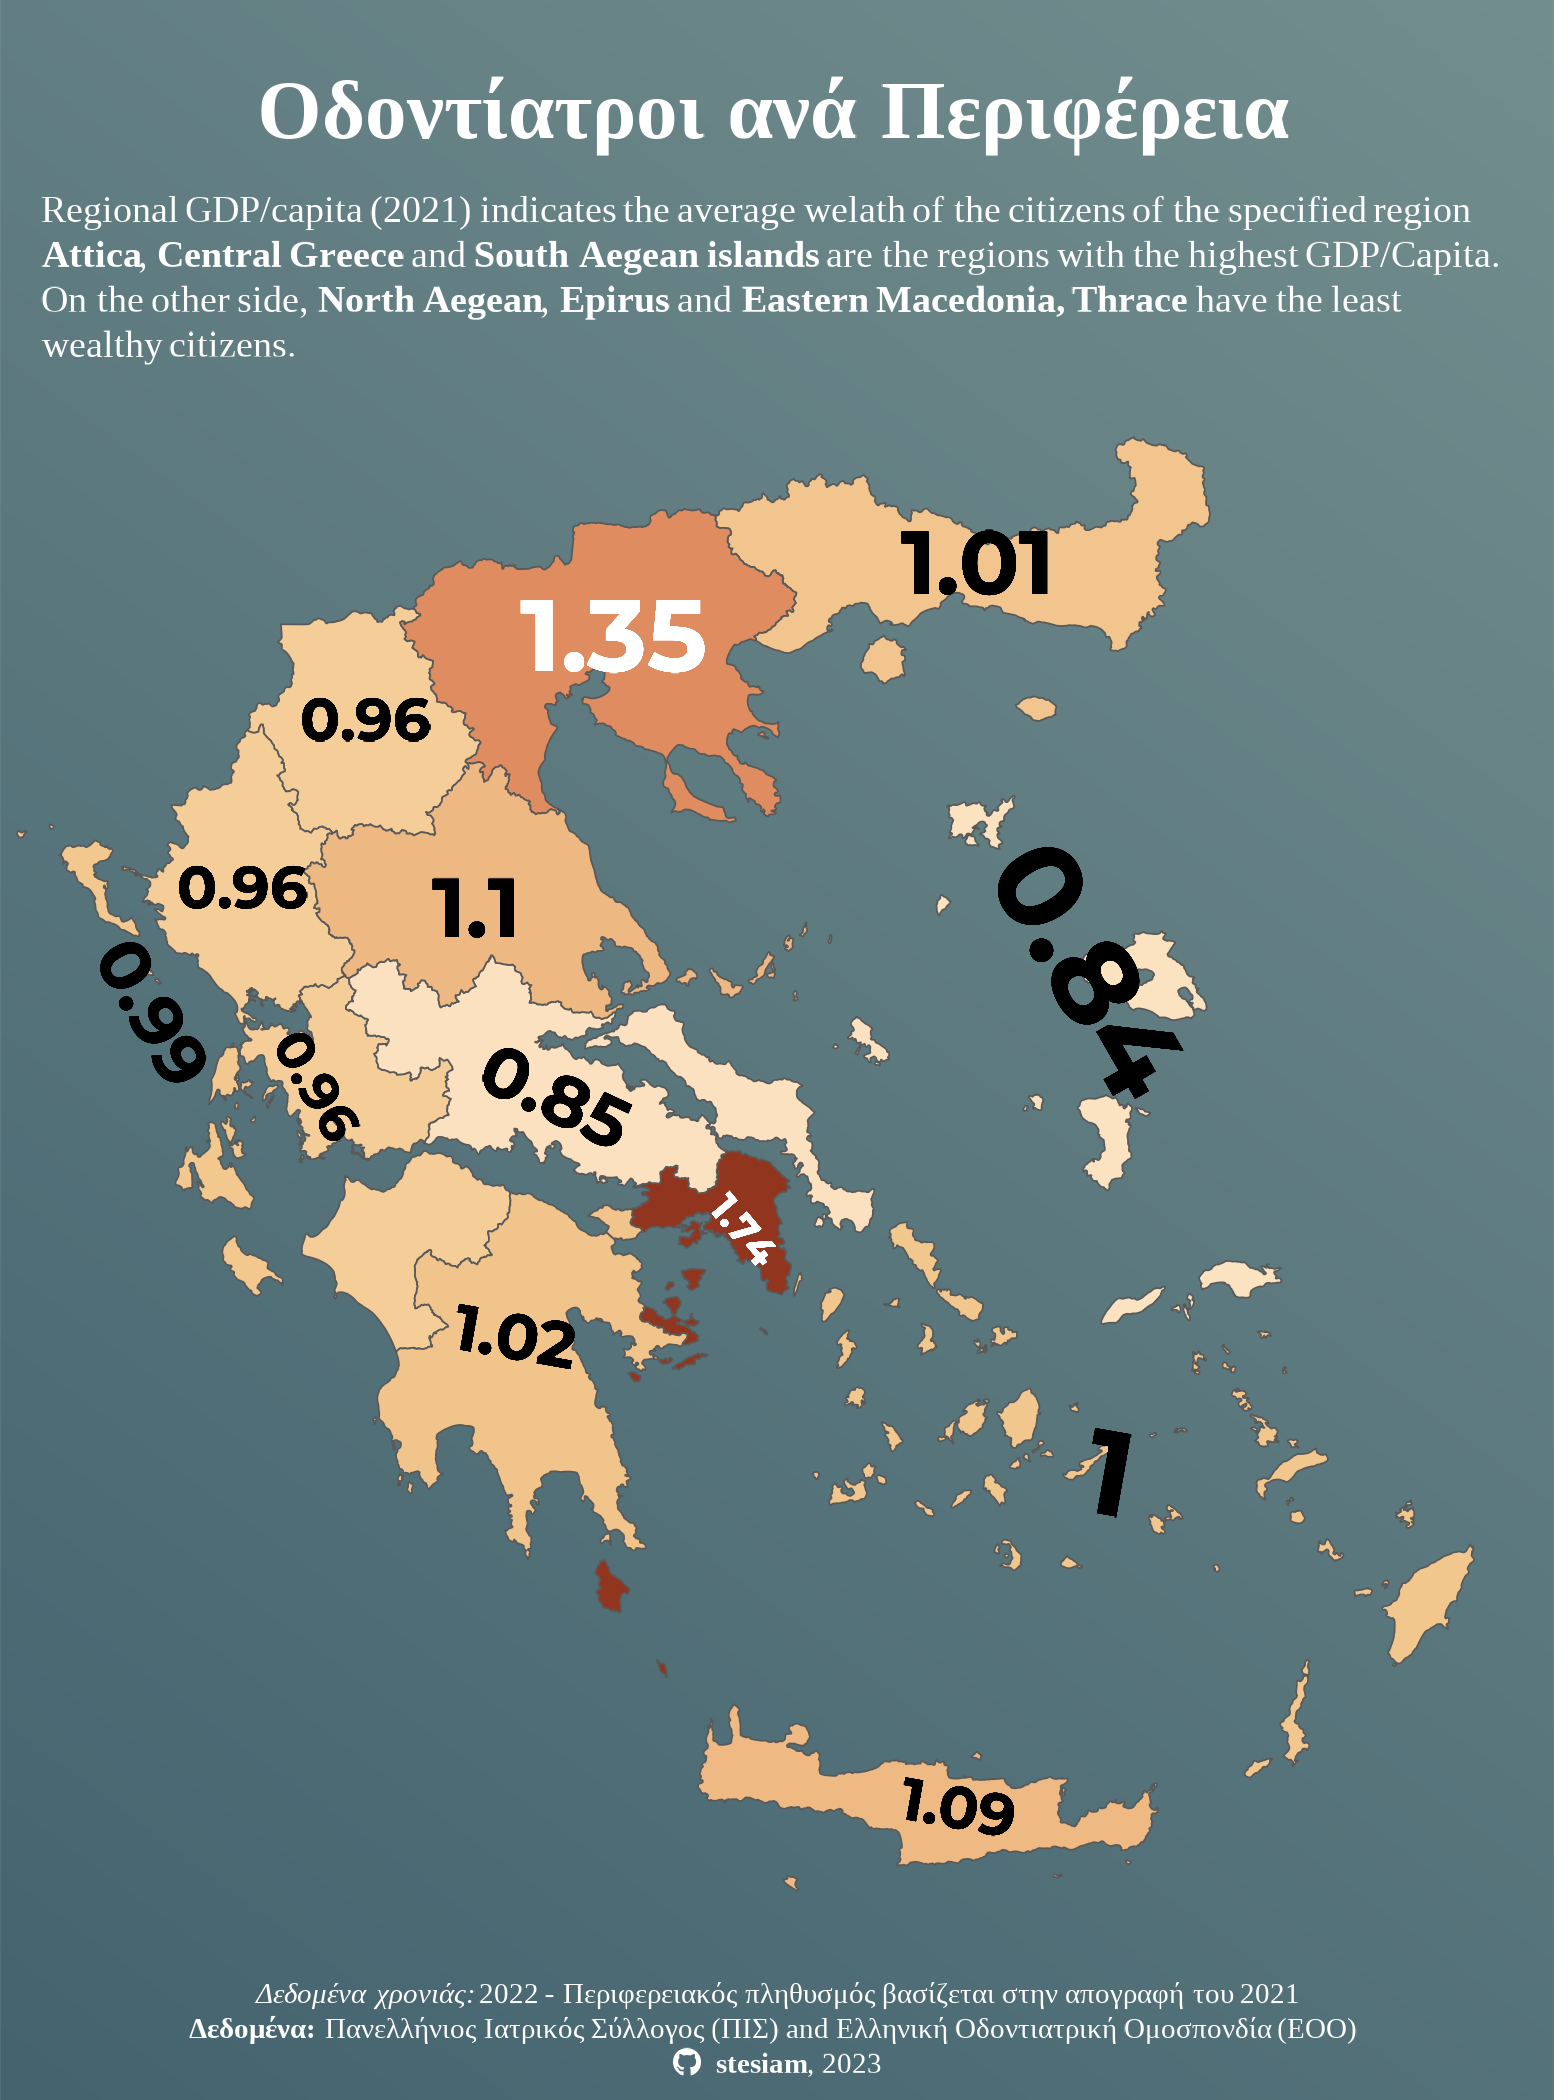 Οδοντίατροι ανά Περιφέρεια
Regional GDP/capita (2021) indicates the average welath of the citizens of the specified region
Attica, Central Greece and South Aegean islands are the regions with the highest GDP/Capita.
On the other side, North Aegean, Epirus and Eastern Macedonia, Thrace have the least
wealthy citizens.
1.01
1.35
0.96
0.96
1.1
0.84
0.99
0.96
0.85
1.74
1.02
1
1.09
Δεδομένα χρονιάς: 2022 - Περιφερειακός πληθυσμός βασίζεται στην απογραφή του 2021
Δεδομένα: Πανελλήνιος Ιατρικός Σύλλογος (ΠΙΣ) and Ελληνική Οδοντιατρική Ομοσπονδία (ΕΟΟ)
stesiam, 2023